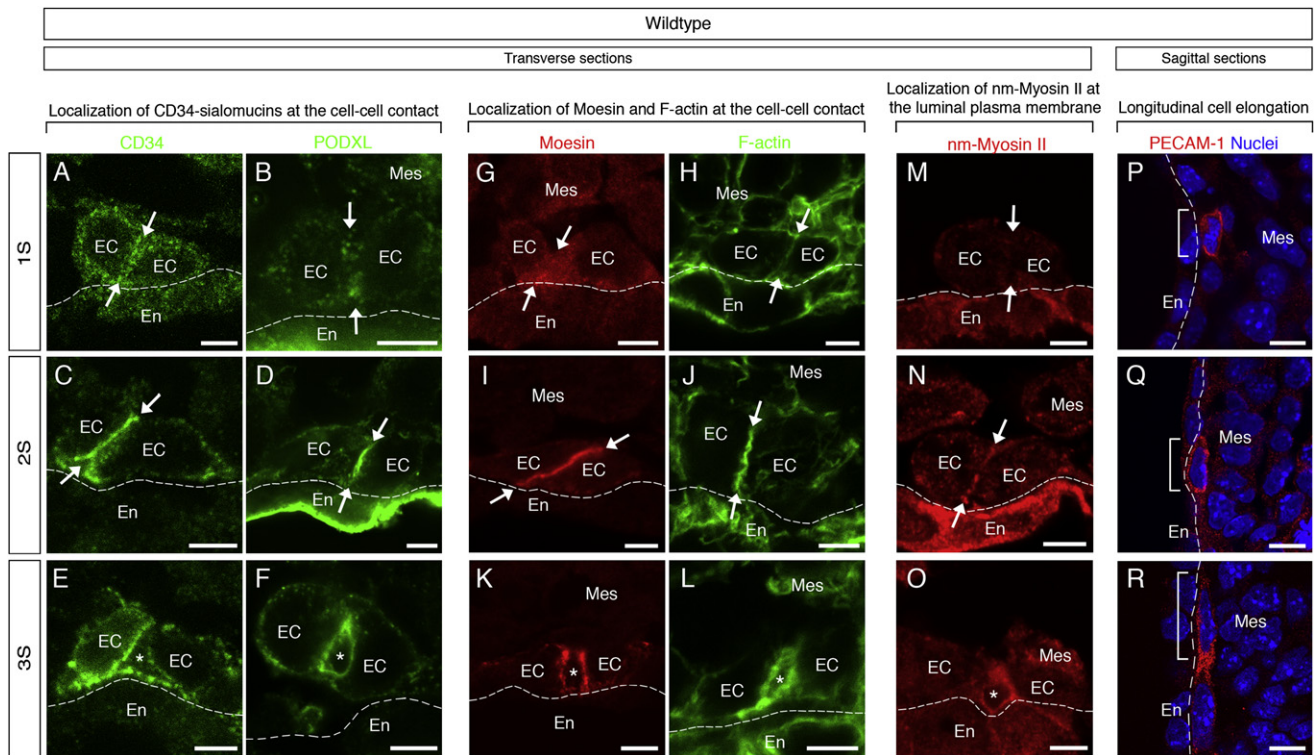 Wildtype
Transverse sections
Sagittal sections
Localization of CD34-sialomucins at the cell-cell contact
Localization of Moesin and F-actin at the cell-cell contact
Localization of nm-Myosin II at
the luminal plasma membrane
Longitudinal cell elongation
CD34
PODXL
Moesin
F-actin
nm-Myosin II
PECAM-1 Nuclei
1S
A
EC
EC
En
B
Mes
EC
EC
En
G
Mes
EC
EC
En
H
Mes
EC
EC
En
M
EC
EC
En
P
Mes
En
2S
C
EC
EC
En
D
EC
EC
En
I
Mes
EC
EC
En
J
Mes
EC
EC
En
N
Mes
EC
EC
En
Q
Mes
En
3S
E
EC
*
EC
En
F
EC
*
EC
En
K
Mes
EC
*
EC
En
L
Mes
EC
*
EC
En
O
EC
Mes
*
EC
En
R
Mes
En